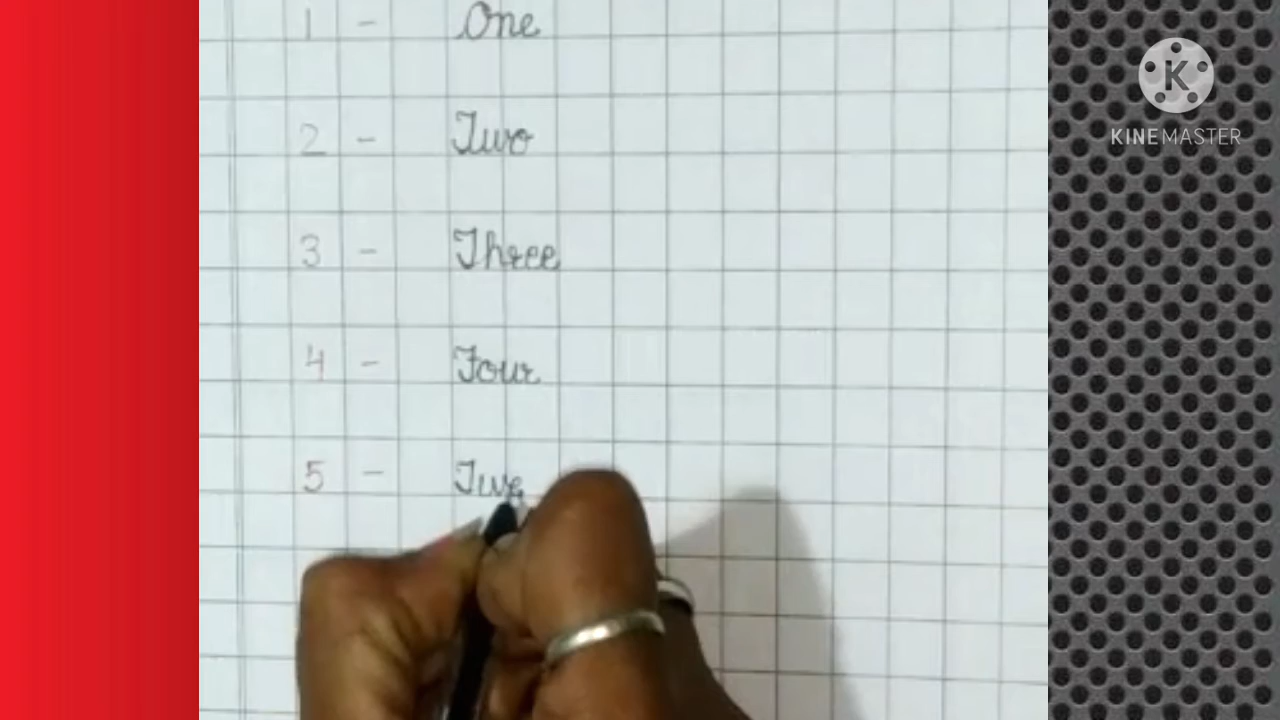 1 - One
2 - Two
3 - Three
4 - Four
5 - Five
KINEMASTER